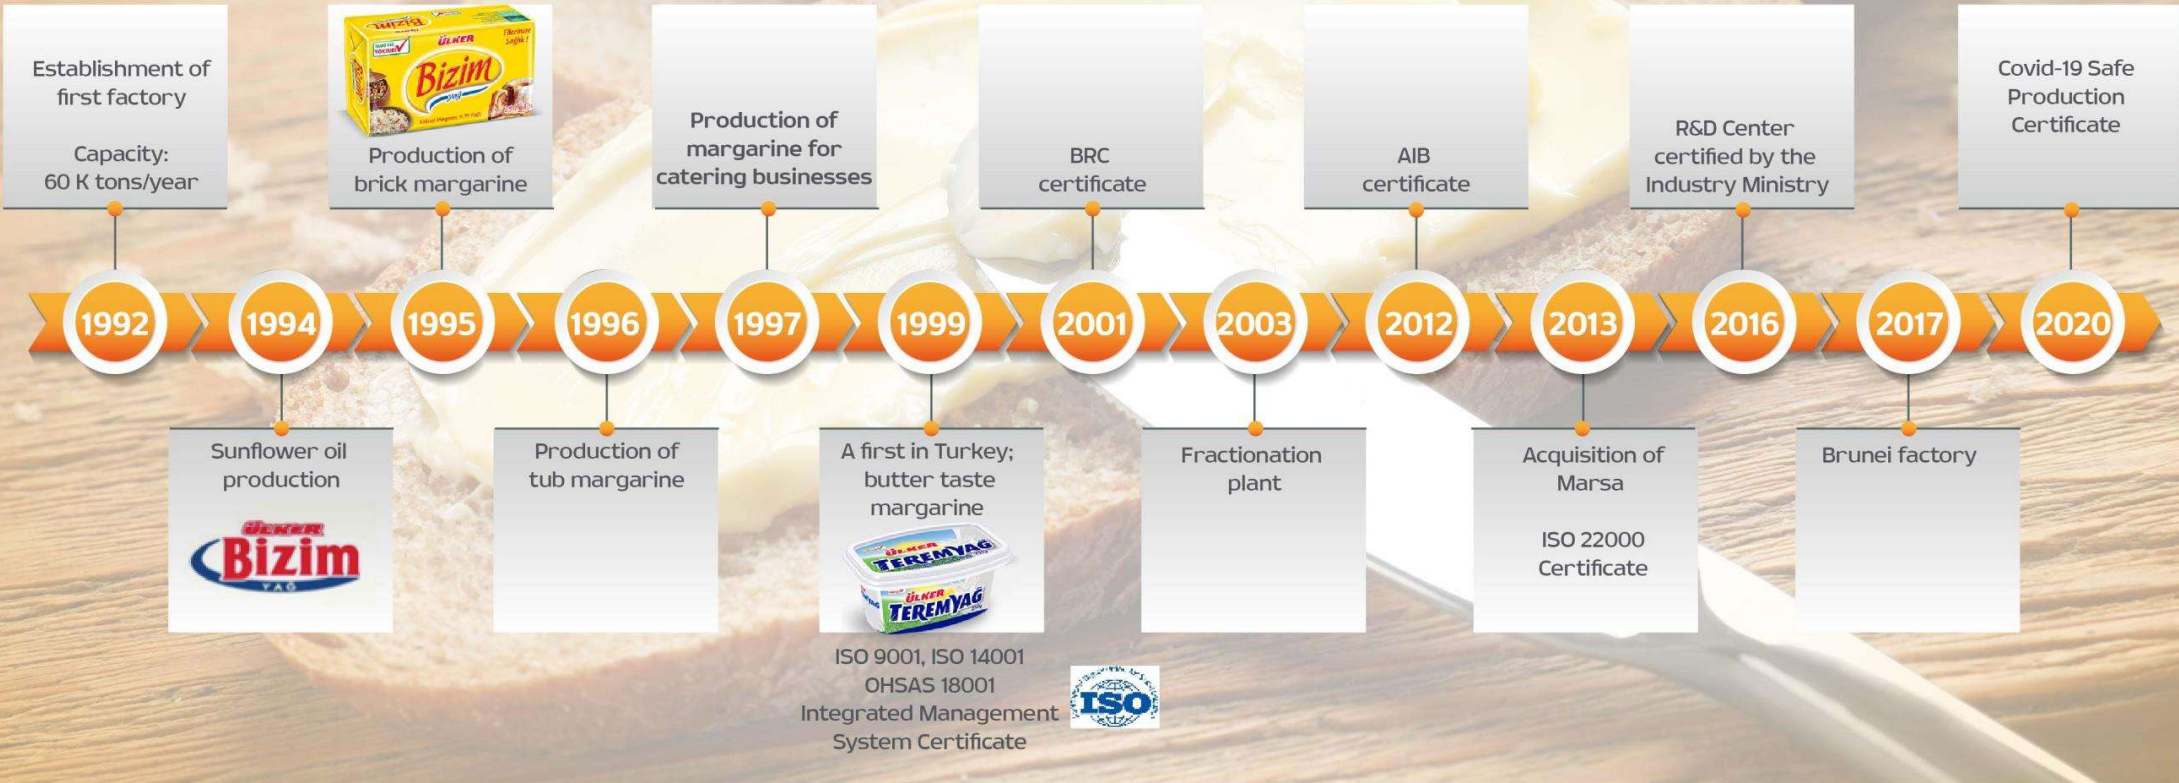 Establishment of
first factory
Capacity:
60 K tons/year
ÜLKER
Bizim
Production of
brick margarine
Production of
margarine for
catering businesses
BRC
certificate
AIB
certificate
R&D Center
certified by the
Industry Ministry
Covid-19 Safe
Production
Certificate
1992
1994
1995
1996
1997
1999
2001
2003
2012
2013
2016
2017
2020
Sunflower oil
production
ÜLKER
Bizim
YAĞ
Production of
tub margarine
A first in Turkey;
butter taste
margarine
ÜLKER
TEREMYAĞ
ÜLKER
TEREMYAĞ
ISO 9001, ISO 14001
OHSAS 18001
Integrated Management
System Certificate
ISO
Fractionation
plant
Acquisition of
Marsa
ISO 22000
Certificate
Brunei factory